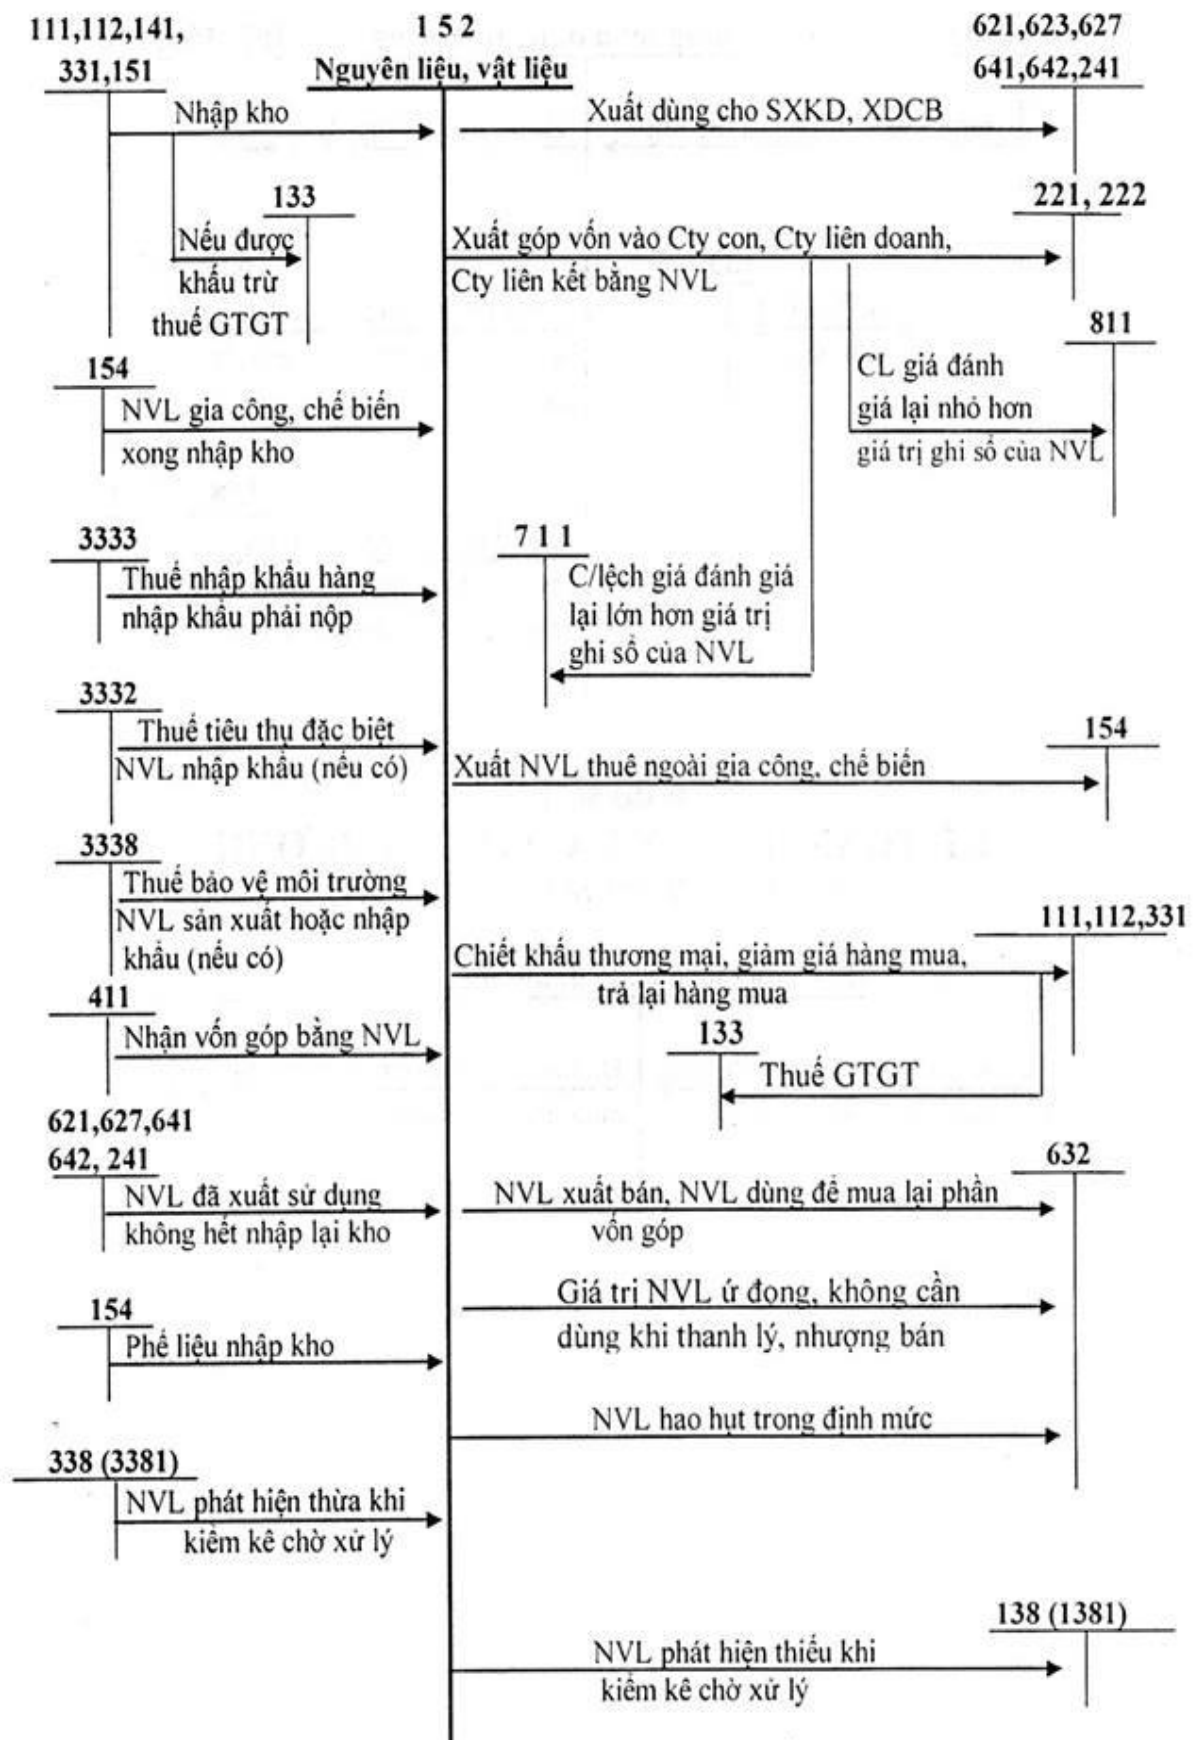 111,112,141,
331,151
1 5 2
Nguyên liệu, vật liệu
621,623,627
641,642,241
Nhập kho
Xuất dùng cho SXKD, XDCB
133
221, 222
Nếu được
khấu trừ
thuế GTGT
Xuất góp vốn vào Cty con, Cty liên doanh,
Cty liên kết bằng NVL
811
154
CL giá đánh
giá lại nhỏ hơn
giá trị ghi sổ của NVL
NVL gia công, chế biến
xong nhập kho
3333
7 1 1
Thuế nhập khẩu hàng
nhập khẩu phải nộp
C/lệch giá đánh giá
lại lớn hơn giá trị
ghi sổ của NVL
3332
Thuế tiêu thụ đặc biệt
NVL nhập khẩu (nếu có)
154
Xuất NVL thuê ngoài gia công, chế biến
3338
Thuế bảo vệ môi trường
NVL sản xuất hoặc nhập
khẩu (nếu có)
111,112,331
Chiết khấu thương mại, giảm giá hàng mua,
trả lại hàng mua
411
Nhận vốn góp bằng NVL
133
Thuế GTGT
621,627,641
642, 241
632
NVL đã xuất sử dụng
không hết nhập lại kho
NVL xuất bán, NVL dùng để mua lại phần
vốn góp
154
Phế liệu nhập kho
Giá trị NVL ứ đọng, không cần
dùng khi thanh lý, nhượng bán
NVL hao hụt trong định mức
338 (3381)
NVL phát hiện thừa khi
kiểm kê chờ xử lý
138 (1381)
NVL phát hiện thiếu khi
kiểm kê chờ xử lý